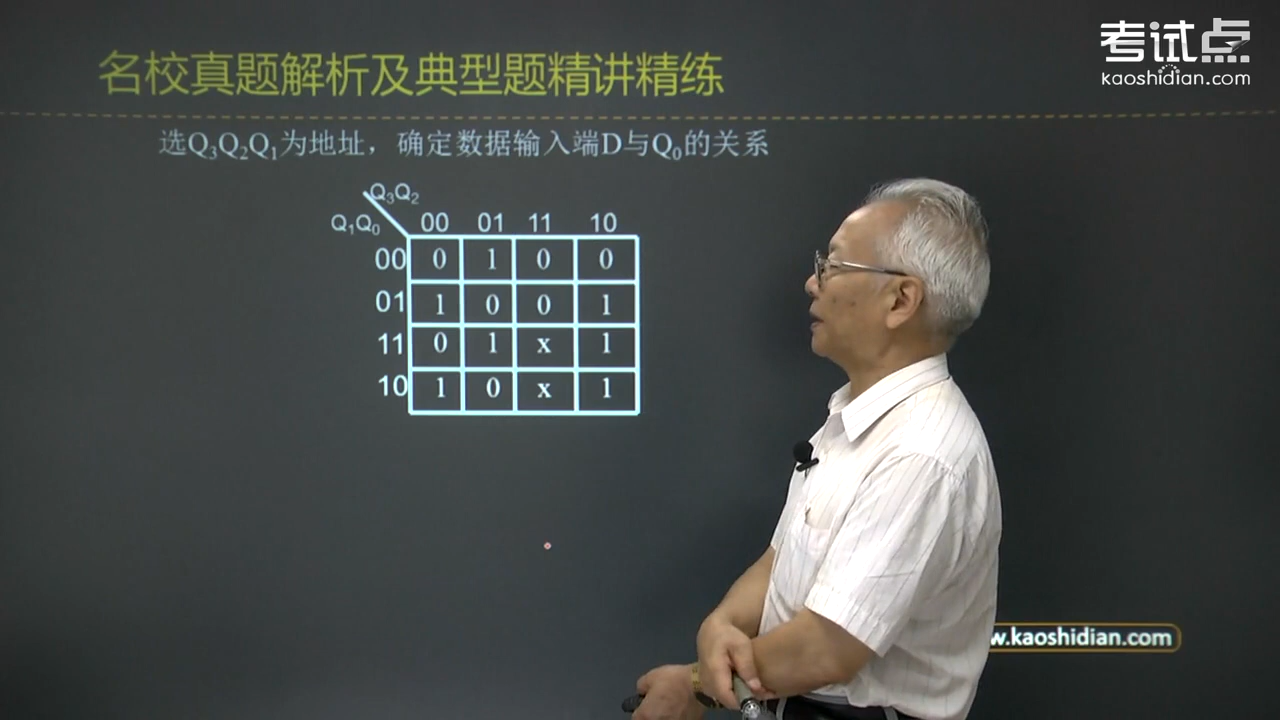 考试点
kaoshidian.com
名校真题解析及典型题精讲精练
选Q₃Q₂Q₁为地址，确定数据输入端D与Q₀的关系
Q₃Q₂
Q₁Q₀ 00 01 11 10
00 0 1 0 0
01 1 0 0 1
11 0 1 x 1
10 1 0 x 1
w.kaoshidian.com